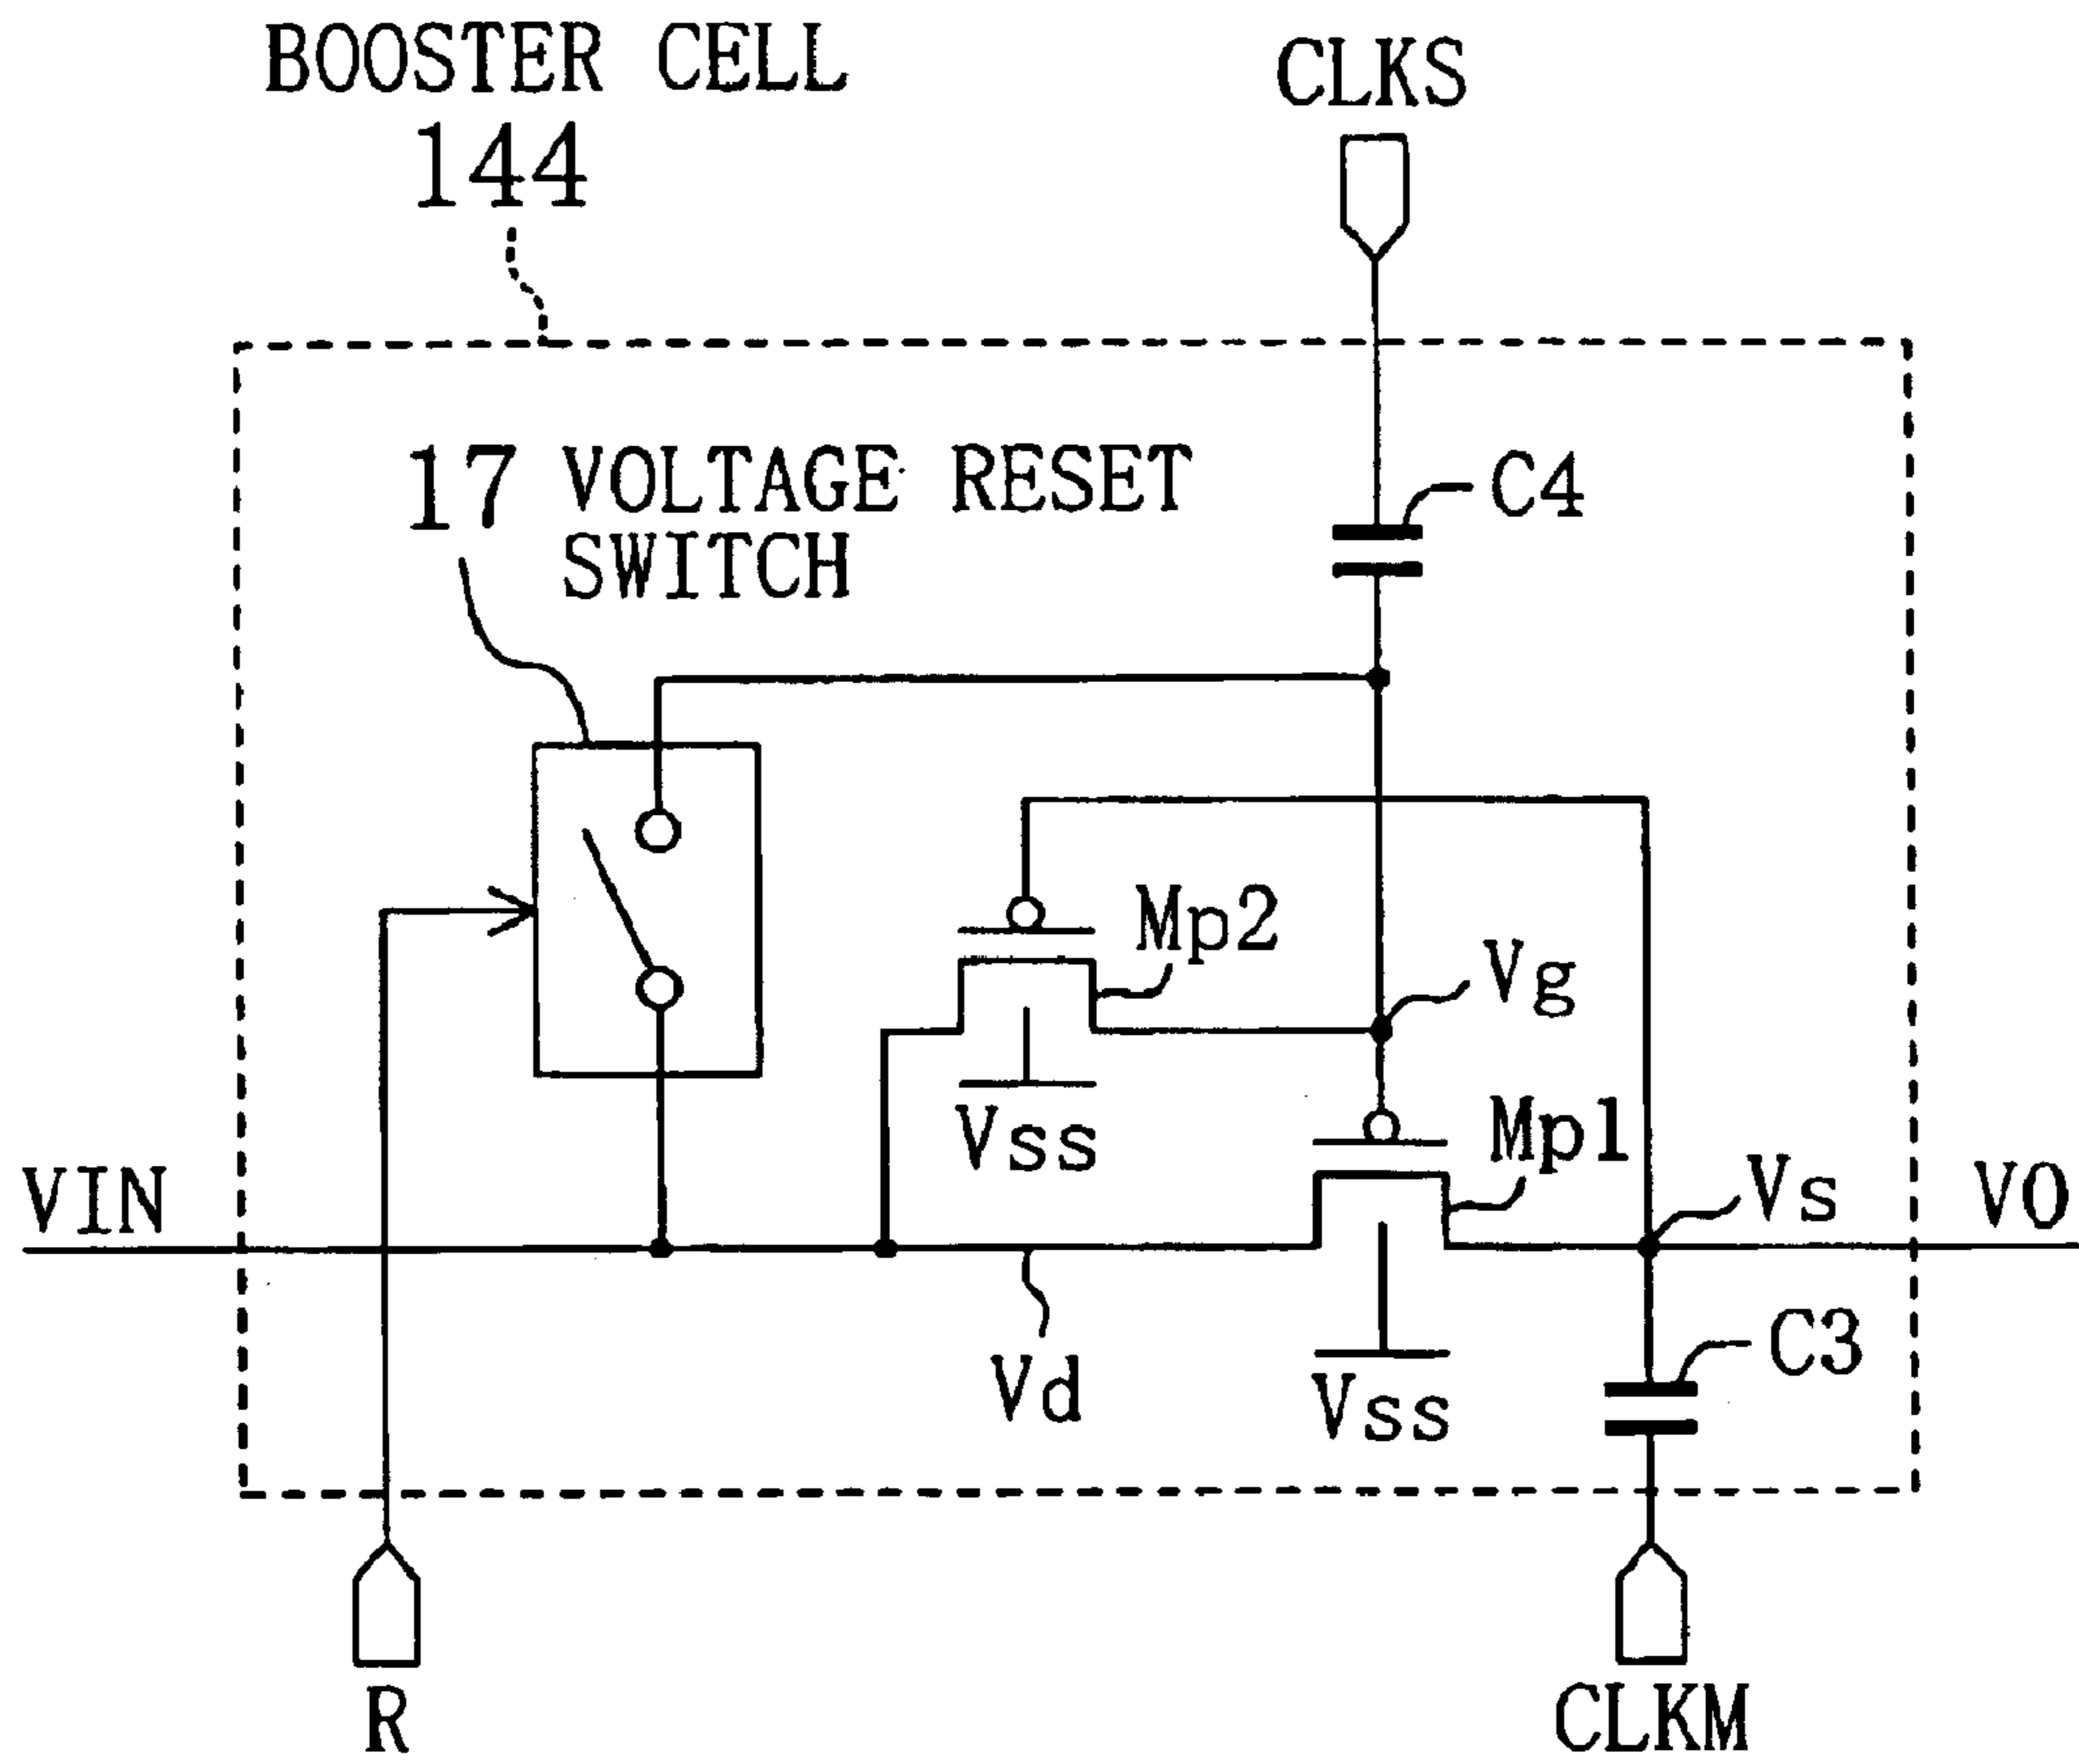 BOOSTER CELL
144
CLKS
17 VOLTAGE RESET
SWITCH
C4
Mp2
Vg
Vss
Mp1
VIN
Vs
VO
Vd
Vss
C3
R
CLKM